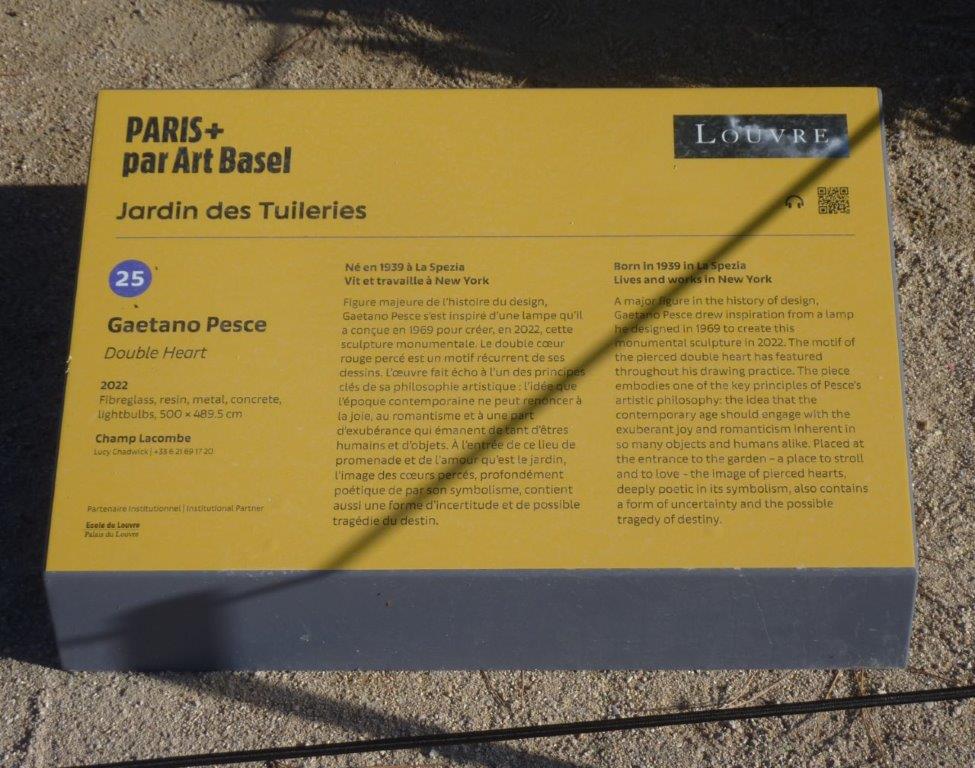 PARIS+
par Art Basel
LOUVRE
Jardin des Tuileries
25
Gaetano Pesce
Double Heart
2022
Fibreglass, resin, metal, concrete,
lightbulbs, 500 × 489.5 cm
Champ Lacombe
Lucy Chadwick | +33 6 21 69 17 20
Partenaire Institutionnel | Institutional Partner
Ecole du Louvre
Palais du Louvre
Né en 1939 à La Spezia
Vit et travaille à New York
Figure majeure de l'histoire du design,
Gaetano Pesce s'est inspiré d'une lampe qu'il
a conçue en 1969 pour créer, en 2022, cette
sculpture monumentale. Le double cœur
rouge percé est un motif récurrent de ses
dessins. L'œuvre fait écho à l'un des principes
clés de sa philosophie artistique : l'idée que
l'époque contemporaine ne peut renoncer à
la joie, au romantisme et à une part
d'exubérance qui émanent de tant d'êtres
humains et d'objets. À l'entrée de ce lieu de
promenade et de l'amour qu'est le jardin,
l'image des cœurs percés, profondément
poétique de par son symbolisme, contient
aussi une forme d'incertitude et de possible
tragédie du destin.
Born in 1939 in La Spezia
Lives and works in New York
A major figure in the history of design,
Gaetano Pesce drew inspiration from a lamp
he designed in 1969 to create this
monumental sculpture in 2022. The motif of
the pierced double heart has featured
throughout his drawing practice. The piece
embodies one of the key principles of Pesce's
artistic philosophy: the idea that the
contemporary age should engage with the
exuberant joy and romanticism inherent in
so many objects and humans alike. Placed at
the entrance to the garden – a place to stroll
and to love - the image of pierced hearts,
deeply poetic in its symbolism, also contains
a form of uncertainty and the possible
tragedy of destiny.